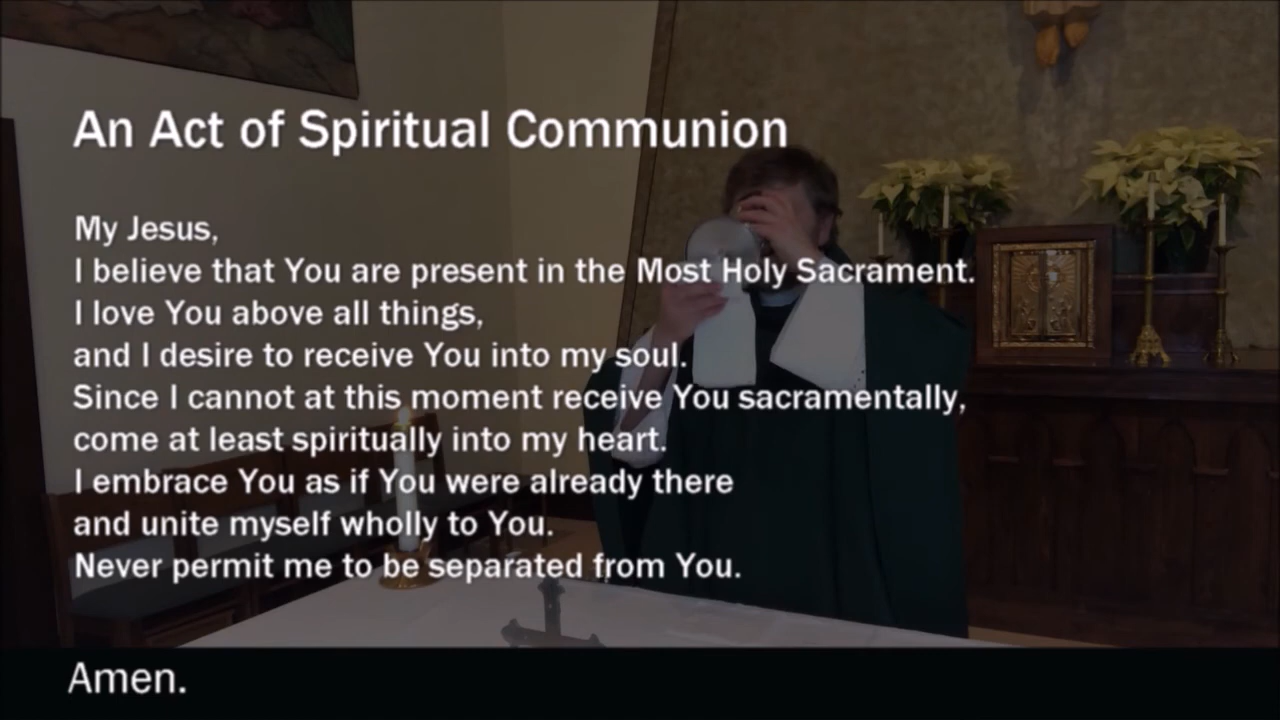 An Act of Spiritual Communion
My Jesus,
I believe that You are present in the Most Holy Sacrament.
I love You above all things,
and I desire to receive You into my soul.
Since I cannot at this moment receive You sacramentally,
come at least spiritually into my heart.
I embrace You as if You were already there
and unite myself wholly to You.
Never permit me to be separated from You.
Amen.